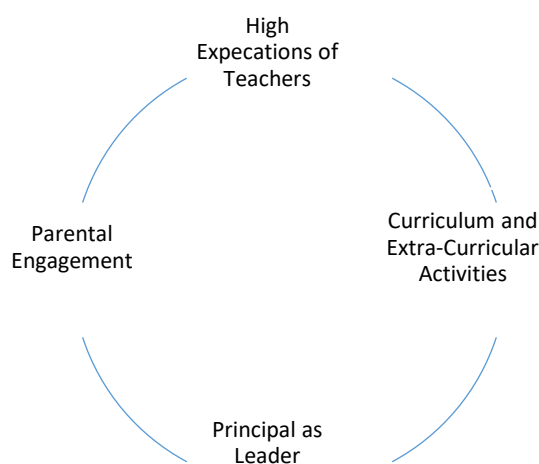 High
Expecations of
Teachers
Curriculum and
Extra-Curricular
Activities
Parental
Engagement
Principal as
Leader